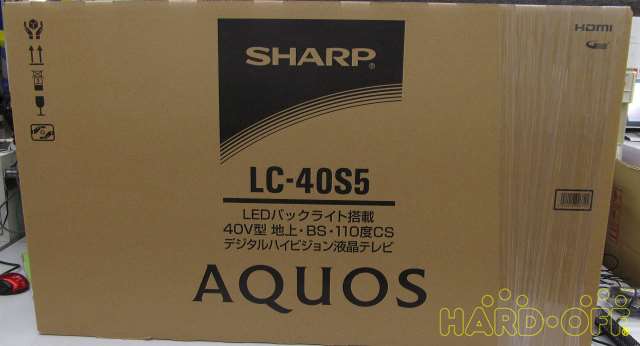 SHARP®
HDMI
LC-40S5
LEDバックライト搭載
40V型 地上・BS・110度CS
デジタルハイビジョン液晶テレビ
AQUOS
HARD・OFF